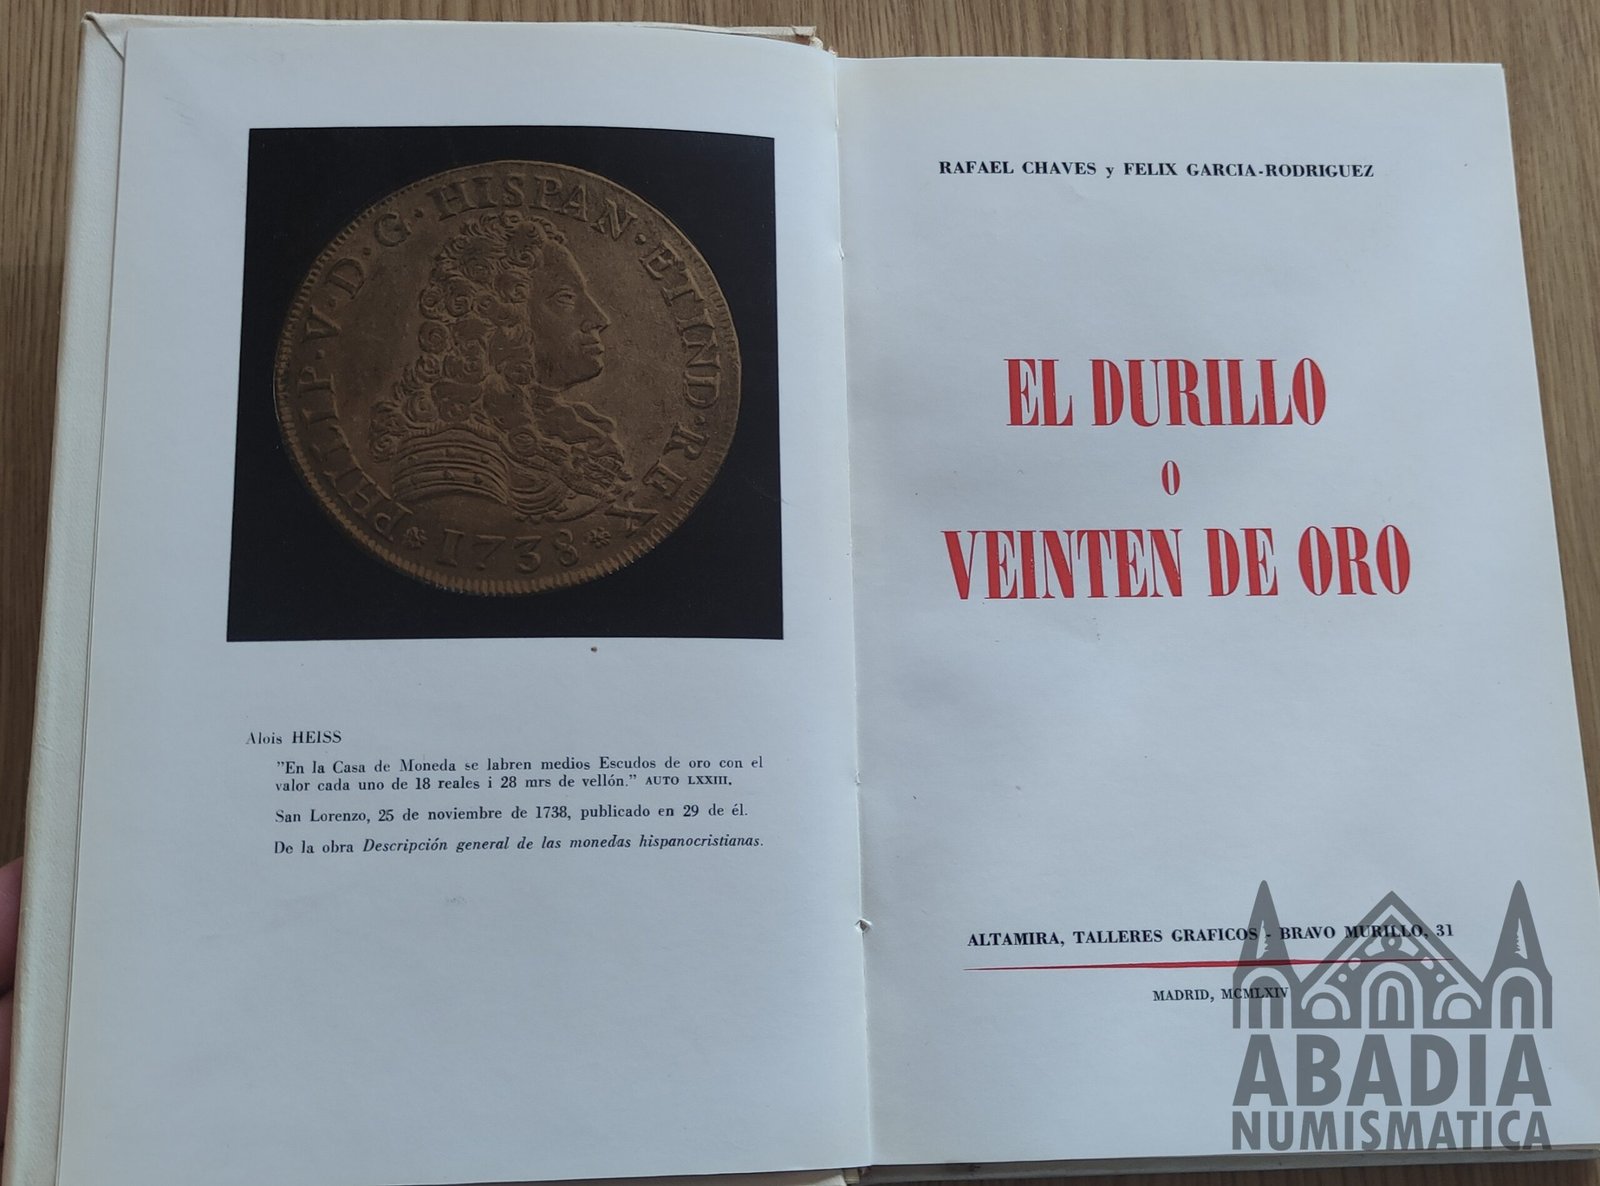 PHILIP·V·D·G·HISPAN·ET IND·REX
* 1738 *
Alois HEISS
"En la Casa de Moneda se labren medios Escudos de oro con el
valor cada uno de 18 reales i 28 mrs de vellón." AUTO LXXIII.
San Lorenzo, 25 de noviembre de 1738, publicado en 29 de él.
De la obra Descripción general de las monedas hispanocristianas.
RAFAEL CHAVES y FELIX GARCIA-RODRIGUEZ
EL DURILLO
O
VEINTEN DE ORO
ALTAMIRA, TALLERES GRAFICOS - BRAVO MURILLO, 31
MADRID, MCMLXIV
ABADIA
NUMISMATICA